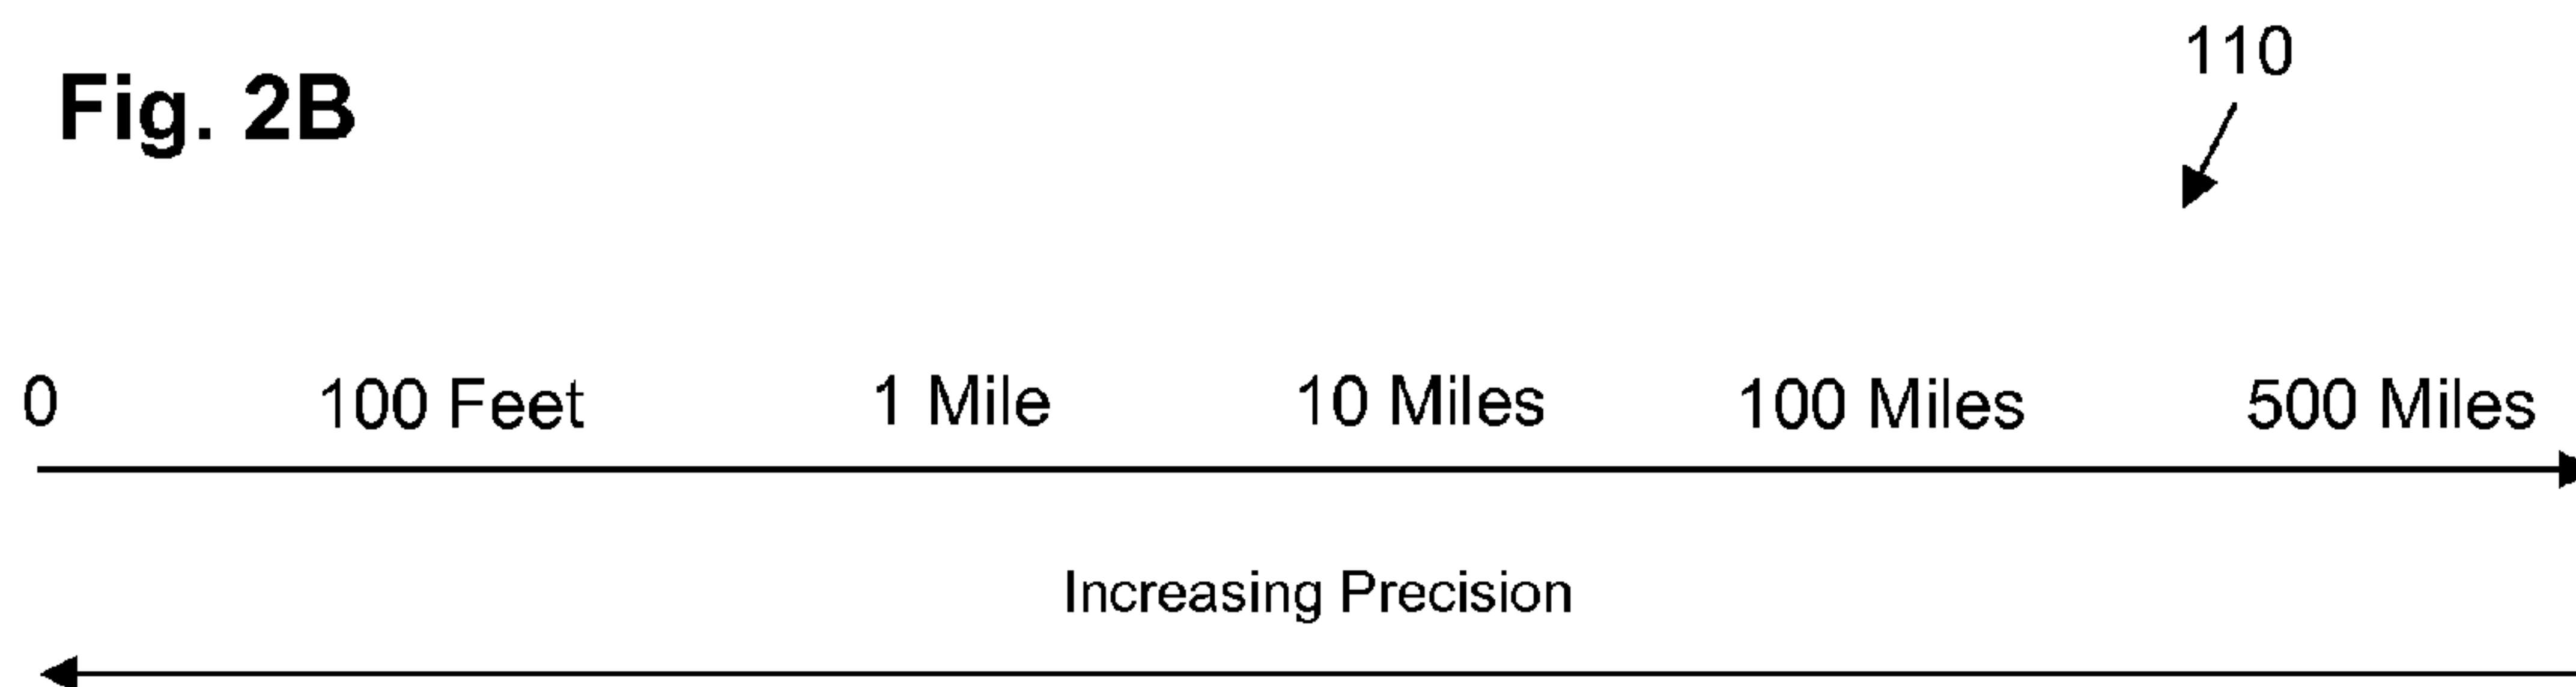 110
Fig. 2B
0 100 Feet 1 Mile 10 Miles 100 Miles 500 Miles
Increasing Precision